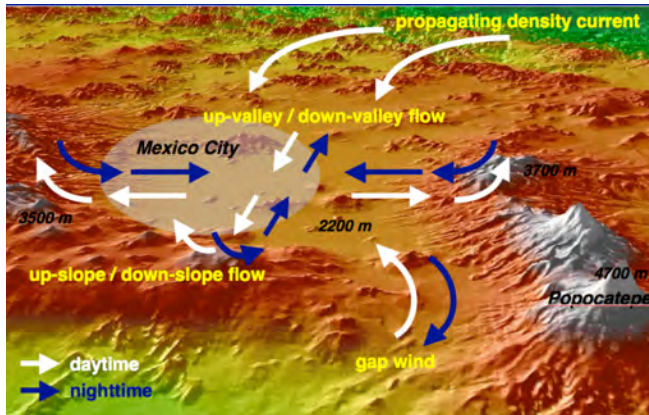 propagating density current
up-valley / down-valley flow
Mexico City
3700 m
3500 m
2200 m
up-slope / down-slope flow
4700 m
Popocatepe
gap wind
daytime
nighttime